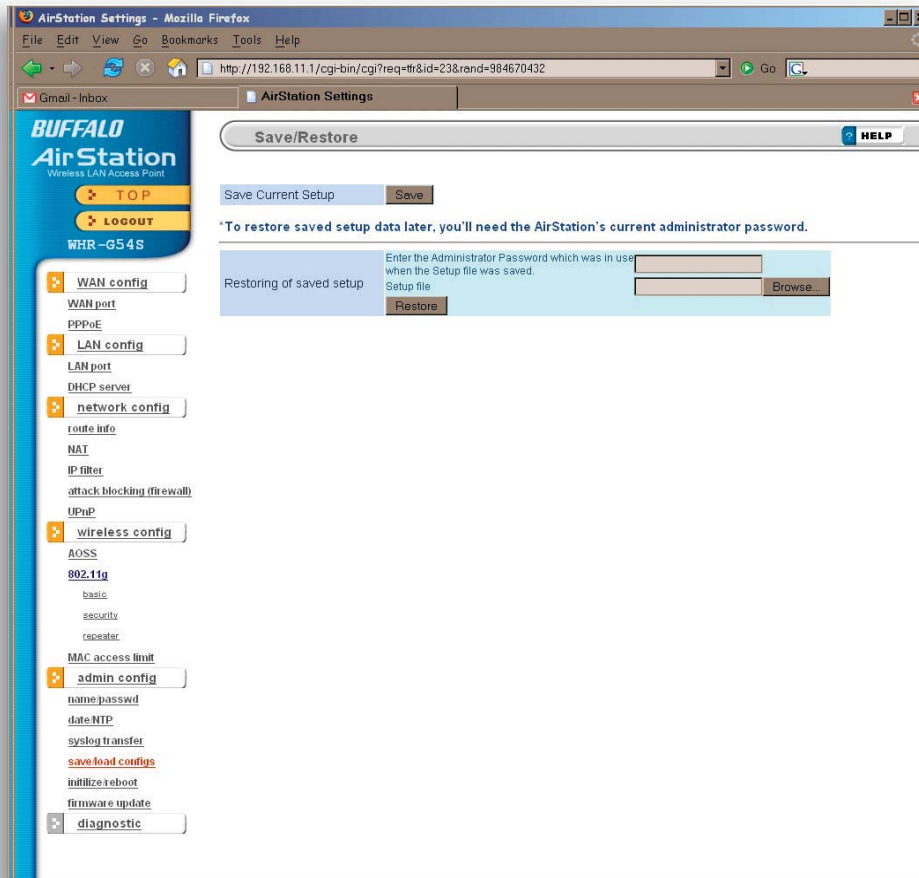 AirStation Settings - Mozilla Firefox
File Edit View Go Bookmarks Tools Help
http://192.168.11.1/cgi-bin/cgi?req=tfr&id=23&rand=984670432
Go
G
Gmail - Inbox
AirStation Settings
BUFFALO
AirStation
Wireless LAN Access Point
TOP
LOGOUT
WHR-G54S
WAN config
WAN port
PPPoE
LAN config
LAN port
DHCP server
network config
route info
NAT
IP filter
attack blocking (firewall)
UPnP
wireless config
AOSS
802.11g
basic
security
repeater
MAC access limit
admin config
name/passwd
date/NTP
syslog transfer
save/load configs
initilize/reboot
firmware update
diagnostic
Save/Restore
? HELP
Save Current Setup
Save
*To restore saved setup data later, you'll need the AirStation's current administrator password.
Restoring of saved setup
Enter the Administrator Password which was in use
when the Setup file was saved.
Setup file
Browse...
Restore